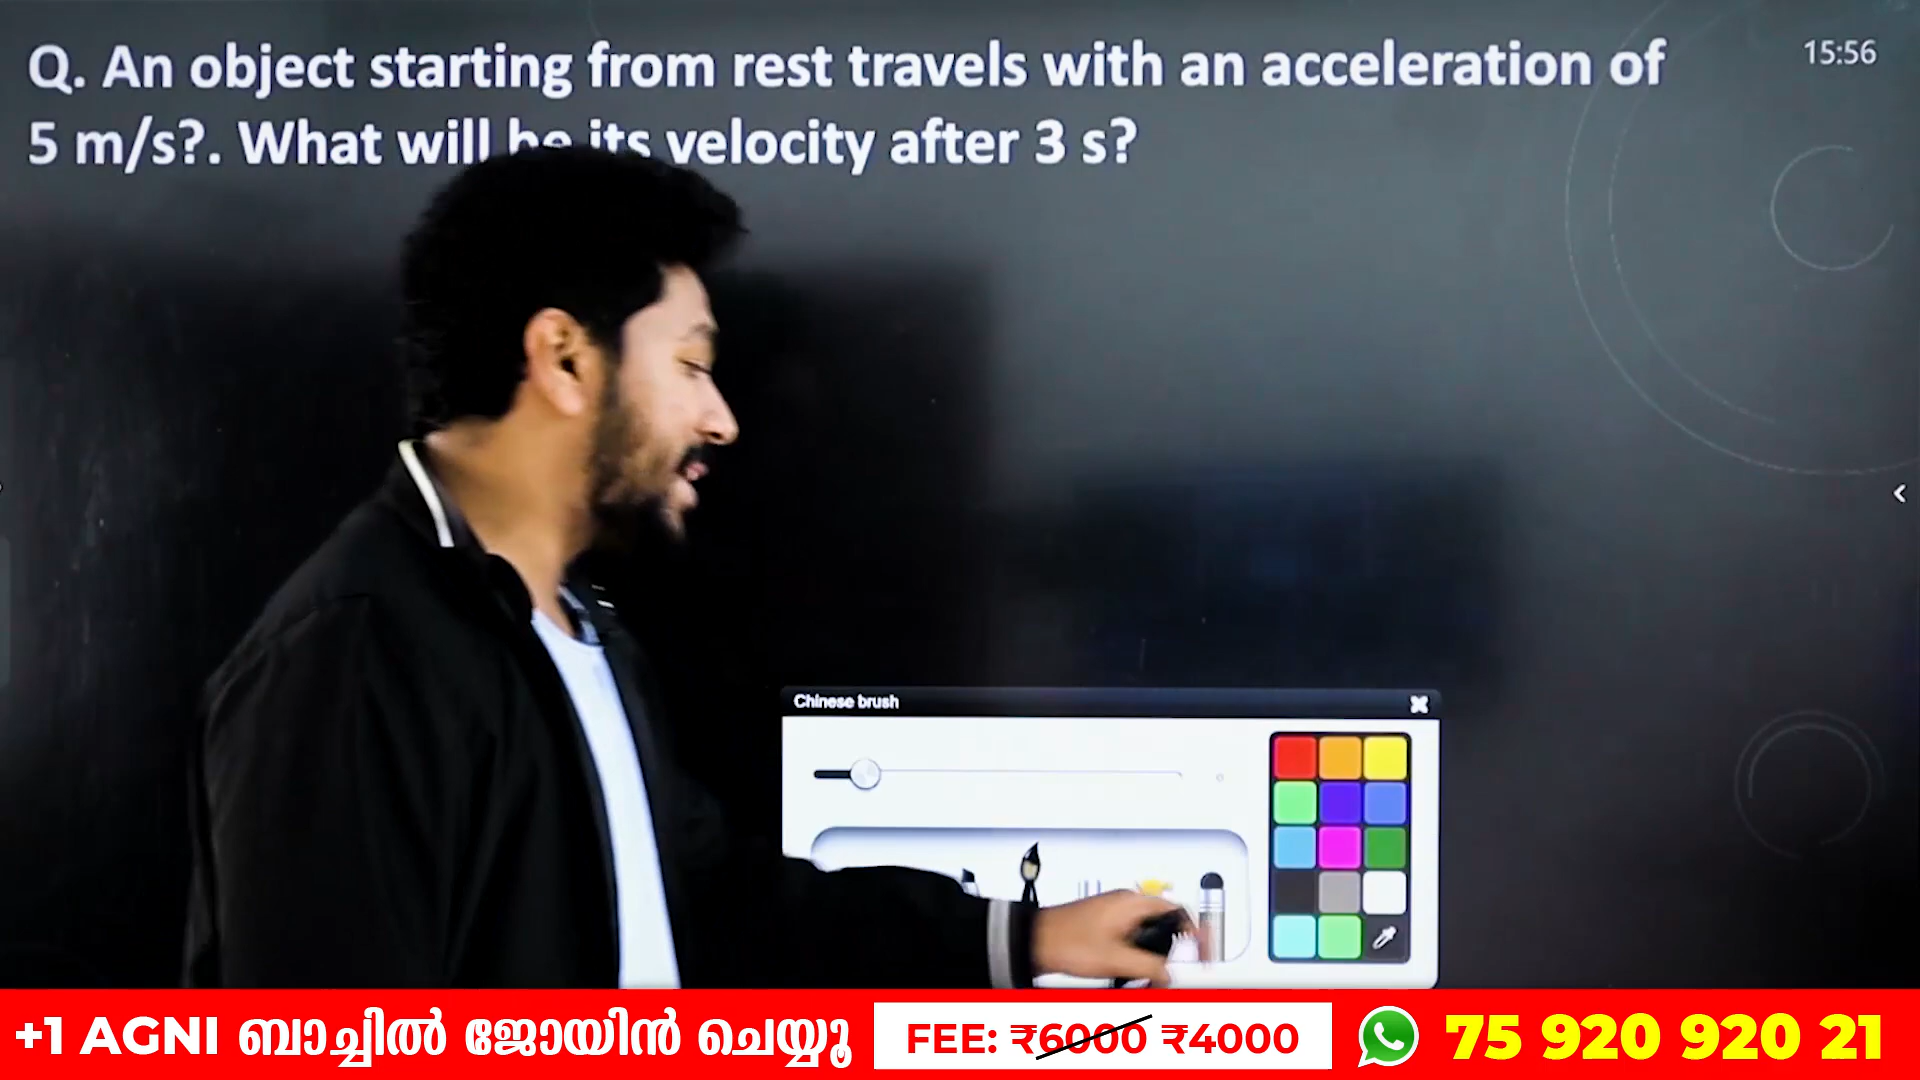 Q. An object starting from rest travels with an acceleration of
15:56
5 m/s?. What will be its velocity after 3 s?
Chinese brush
+1 AGNI ബാച്ചിൽ ജോയിൻ ചെയ്യൂ
FEE: ₹6000 ₹4000
75 920 920 21